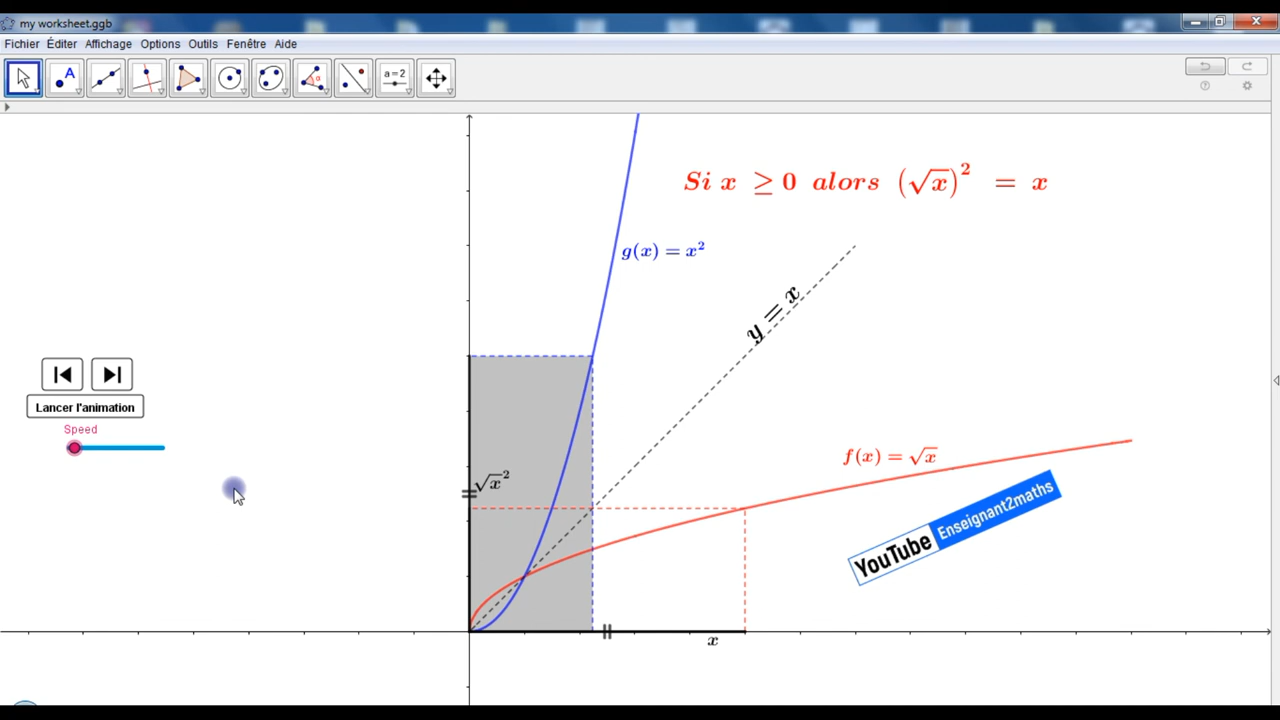 my worksheet.ggb
Fichier Éditer Affichage Options Outils Fenêtre Aide
A
α
a=2
Si x ≥ 0 alors (√x)² = x
g(x) = x²
y = x
Lancer l'animation
Speed
f(x) = √x
√x²
YouTube Enseignant2maths
x